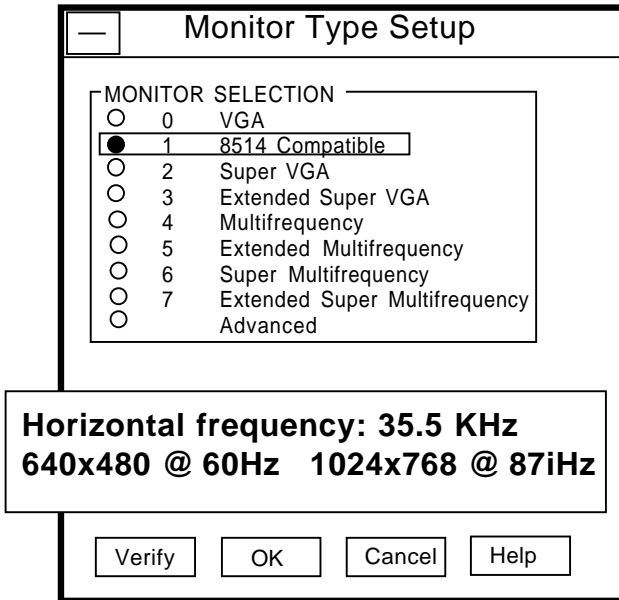 Monitor Type Setup
MONITOR SELECTION
0 VGA
1 8514 Compatible
2 Super VGA
3 Extended Super VGA
4 Multifrequency
5 Extended Multifrequency
6 Super Multifrequency
7 Extended Super Multifrequency
Advanced
Horizontal frequency: 35.5 KHz
640x480 @ 60Hz 1024x768 @ 87iHz
Verify OK Cancel Help